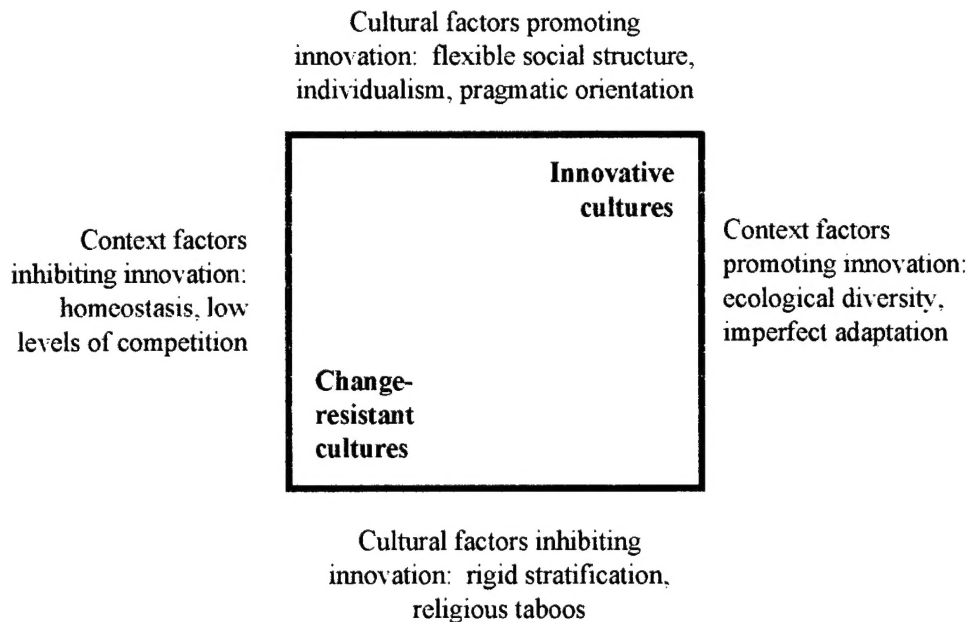 Cultural factors promoting
innovation: flexible social structure,
individualism, pragmatic orientation
Innovative
cultures
Context factors
inhibiting innovation:
homeostasis, low
levels of competition
Context factors
promoting innovation:
ecological diversity,
imperfect adaptation
Change-
resistant
cultures
Cultural factors inhibiting
innovation: rigid stratification,
religious taboos